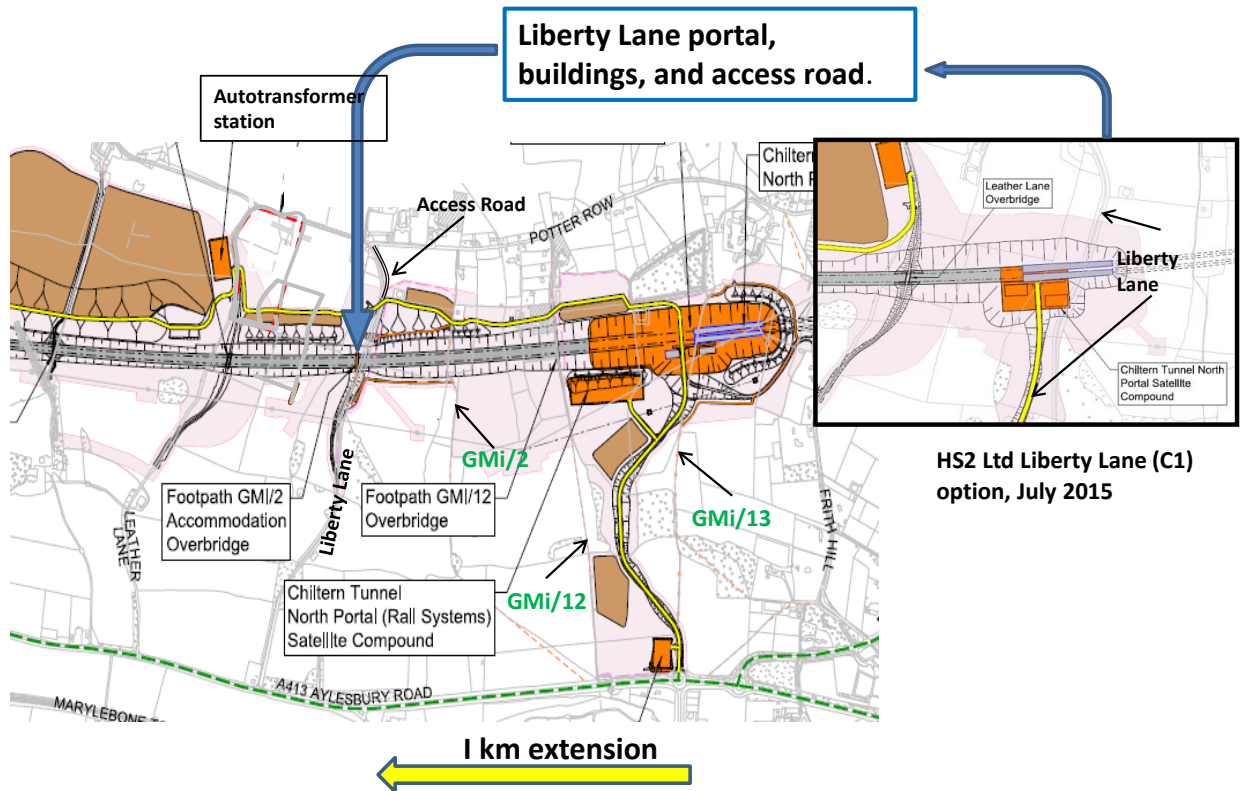 Liberty Lane portal,
buildings, and access road.
Autotransformer
station
Access Road
POTTER ROW
Chiltern
North P
Leather Lane
Overbridge
Liberty
Lane
Chiltern Tunnel North
Portal Satellite
Compound
HS2 Ltd Liberty Lane (C1)
option, July 2015
GMi/2
GMi/13
GMi/12
Footpath GMI/2
Accommodation
Overbridge
Footpath GMI/12
Overbridge
LEATHER
LANE
Liberty Lane
FRITH HILL
Chiltern Tunnel
North Portal (Rail Systems)
Satellite Compound
A413 AYLESBURY ROAD
MARYLEBONE TO
I km extension